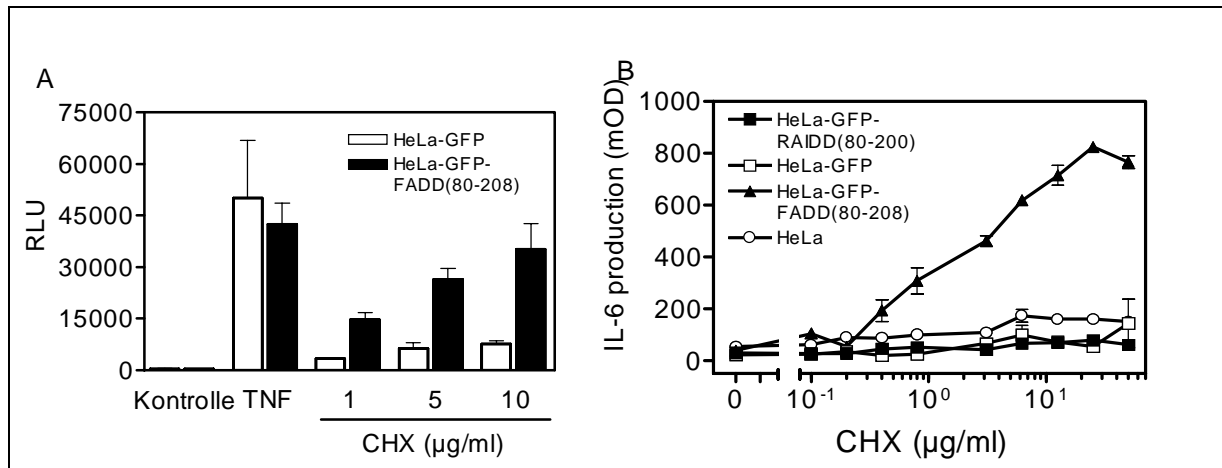 A
75000
60000
45000
30000
15000
0
RLU
HeLa-GFP
HeLa-GFP-
FADD(80-208)
Kontrolle TNF 1 5 10
CHX (µg/ml)
B
1000
800
600
400
200
0
IL-6 production (mOD)
HeLa-GFP-
RAIDD(80-200)
HeLa-GFP
HeLa-GFP-
FADD(80-208)
HeLa
0 10⁻¹ 10⁰ 10¹
CHX (µg/ml)